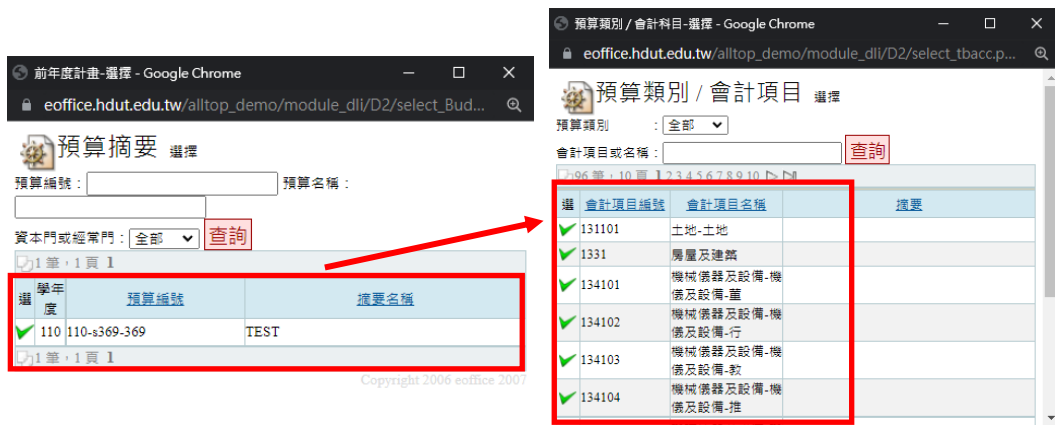 前年度計畫-選擇 - Google Chrome
eoffice.hdut.edu.tw/alltop_demo/module_dli/D2/select_Bud...
預算摘要 選擇
預算編號： 預算名稱：
資本門或經常門： 全部 查詢
1 筆，1 頁 1
選 學年度 預算編號 摘要名稱
110 110-s369-369 TEST
1 筆，1 頁 1
Copyright 2006 eoffice 2007
預算類別 / 會計科目-選擇 - Google Chrome
eoffice.hdut.edu.tw/alltop_demo/module_dli/D2/select_tbacc.p...
預算類別 / 會計項目 選擇
預算類別 ： 全部
會計項目或名稱： 查詢
96 筆，10 頁 1 2 3 4 5 6 7 8 9 10
選 會計項目編號 會計項目名稱 摘要
131101 土地-土地
1331 房屋及建築
134101 機械儀器及設備-機
儀及設備-董
134102 機械儀器及設備-機
儀及設備-行
134103 機械儀器及設備-機
儀及設備-教
134104 機械儀器及設備-機
儀及設備-推